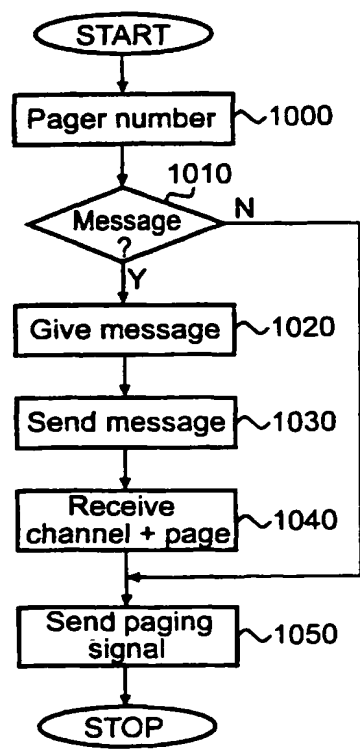 START
Pager number
1000
1010
Message
?
N
Y
Give message
1020
Send message
1030
Receive
channel + page
1040
Send paging
signal
1050
STOP